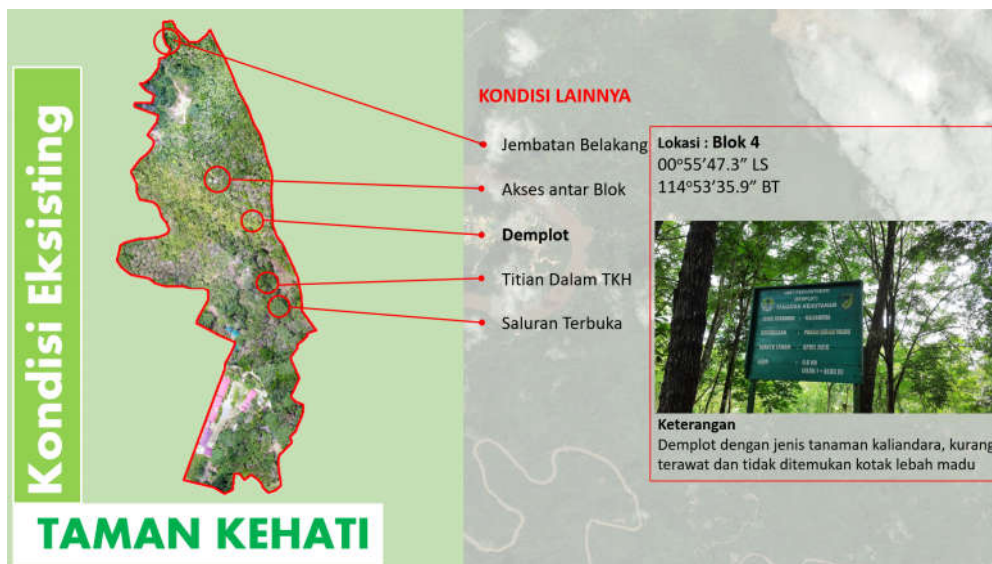 Kondisi Eksisting
TAMAN KEHATI
KONDISI LAINNYA
Jembatan Belakang
Akses antar Blok
Demplot
Titian Dalam TKH
Saluran Terbuka
Lokasi : Blok 4
00°55’47.3” LS
114°53’35.9” BT
Keterangan
Demplot dengan jenis tanaman kaliandra, kurang
terawat dan tidak ditemukan kotak lebah madu